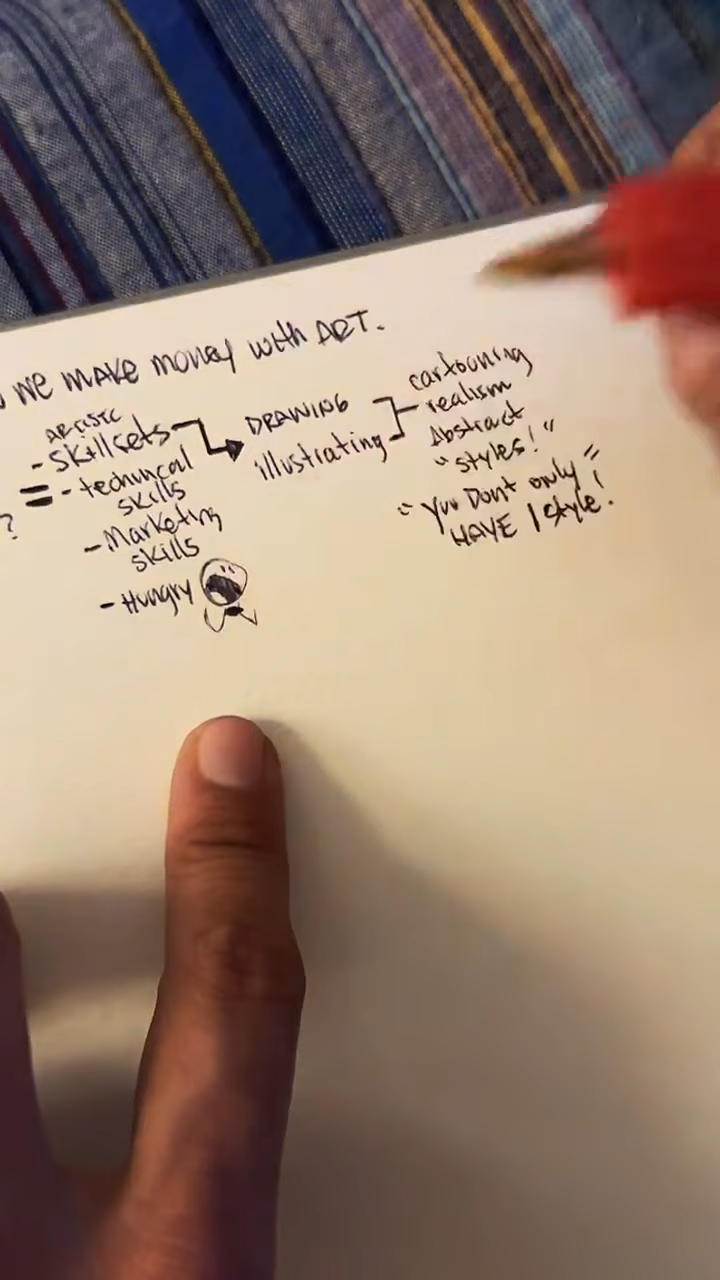 we make money with ART.
ARTISTIC
- skillsets
= - technical
skills
- Marketing
skills
- Hungry
?
DRAWING
illustrating
cartooning
realism
Abstract
"styles!"
"You Don't only
HAVE 1 style!"